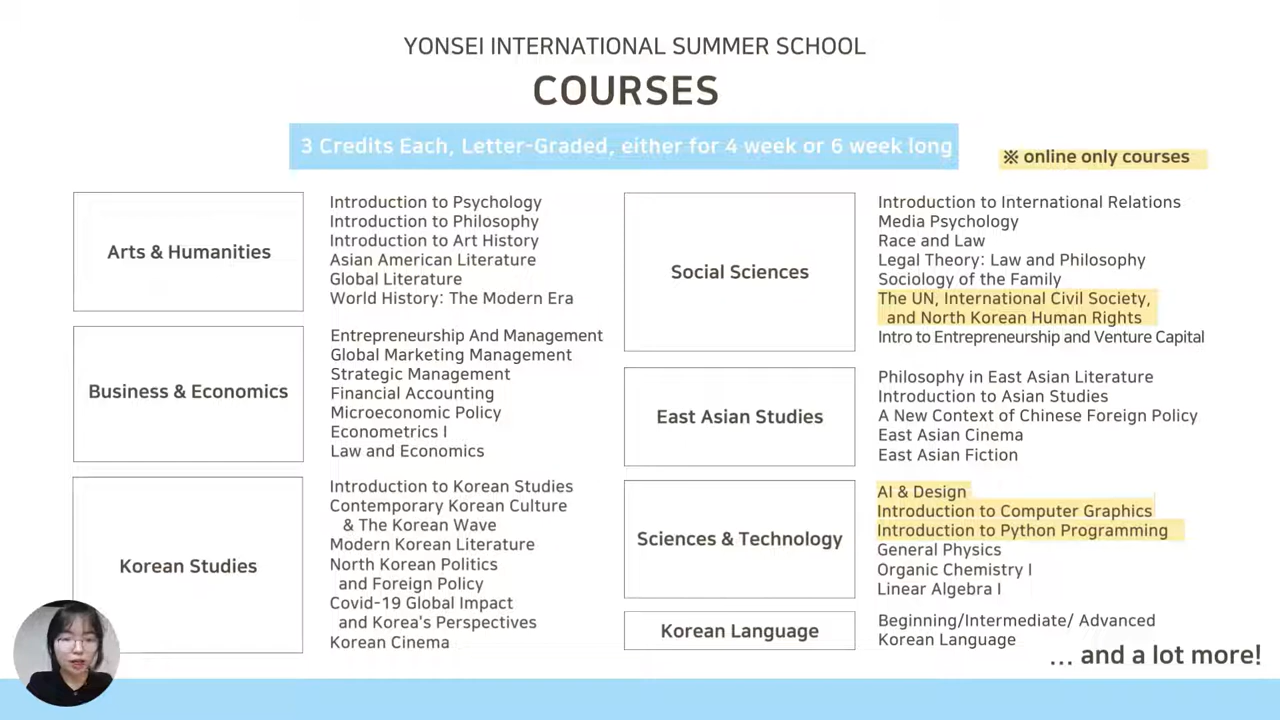 YONSEI INTERNATIONAL SUMMER SCHOOL
COURSES
3 Credits Each, Letter-Graded, either for 4 week or 6 week long
※ online only courses
Arts & Humanities
Introduction to Psychology
Introduction to Philosophy
Introduction to Art History
Asian American Literature
Global Literature
World History: The Modern Era
Business & Economics
Entrepreneurship And Management
Global Marketing Management
Strategic Management
Financial Accounting
Microeconomic Policy
Econometrics I
Law and Economics
Korean Studies
Introduction to Korean Studies
Contemporary Korean Culture
& The Korean Wave
Modern Korean Literature
North Korean Politics
and Foreign Policy
Covid-19 Global Impact
and Korea's Perspectives
Korean Cinema
Social Sciences
Introduction to International Relations
Media Psychology
Race and Law
Legal Theory: Law and Philosophy
Sociology of the Family
The UN, International Civil Society,
and North Korean Human Rights
Intro to Entrepreneurship and Venture Capital
East Asian Studies
Philosophy in East Asian Literature
Introduction to Asian Studies
A New Context of Chinese Foreign Policy
East Asian Cinema
East Asian Fiction
Sciences & Technology
AI & Design
Introduction to Computer Graphics
Introduction to Python Programming
General Physics
Organic Chemistry I
Linear Algebra I
Korean Language
Beginning/Intermediate/ Advanced
Korean Language
... and a lot more!